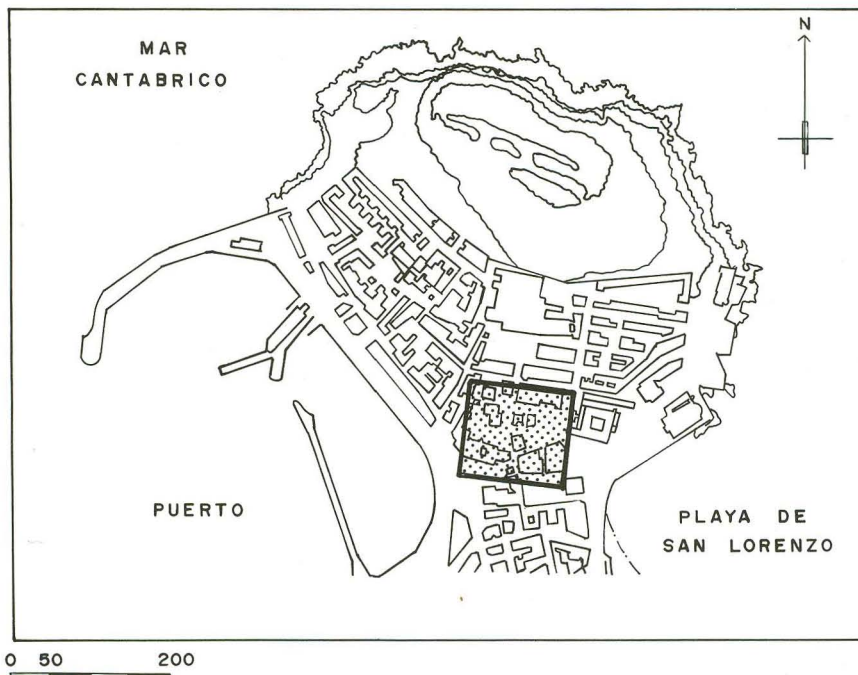 MAR
CANTABRICO
N
PUERTO
PLAYA DE
SAN LORENZO
0 50 200